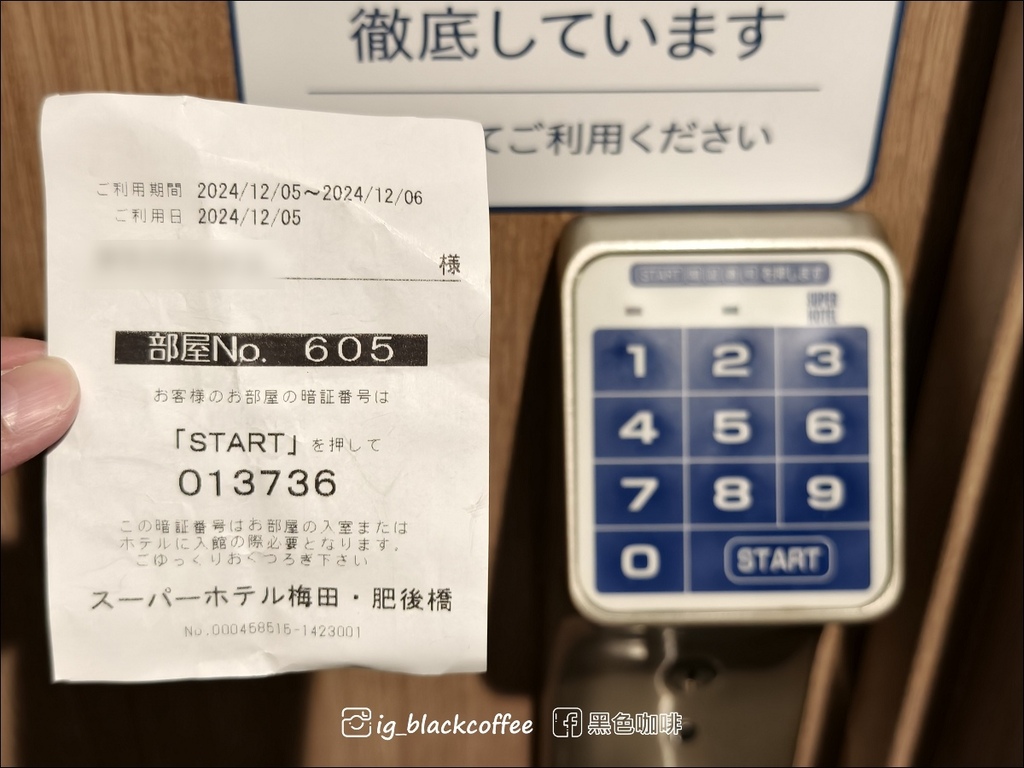 徹底しています
てご利用ください
ご利用期間 2024/12/05～2024/12/06
ご利用日 2024/12/05
様
部屋No. 605
お客様のお部屋の暗証番号は
「START」を押して
013736
この暗証番号はお部屋の入室または
ホテルに入館の際必要となります。
ごゆっくりおくつろぎ下さい
スーパーホテル梅田・肥後橋
No.000458515-1423001
SUPER
HOTEL
1 2 3
4 5 6
7 8 9
0 START
ig_blackcoffee 黑色咖啡